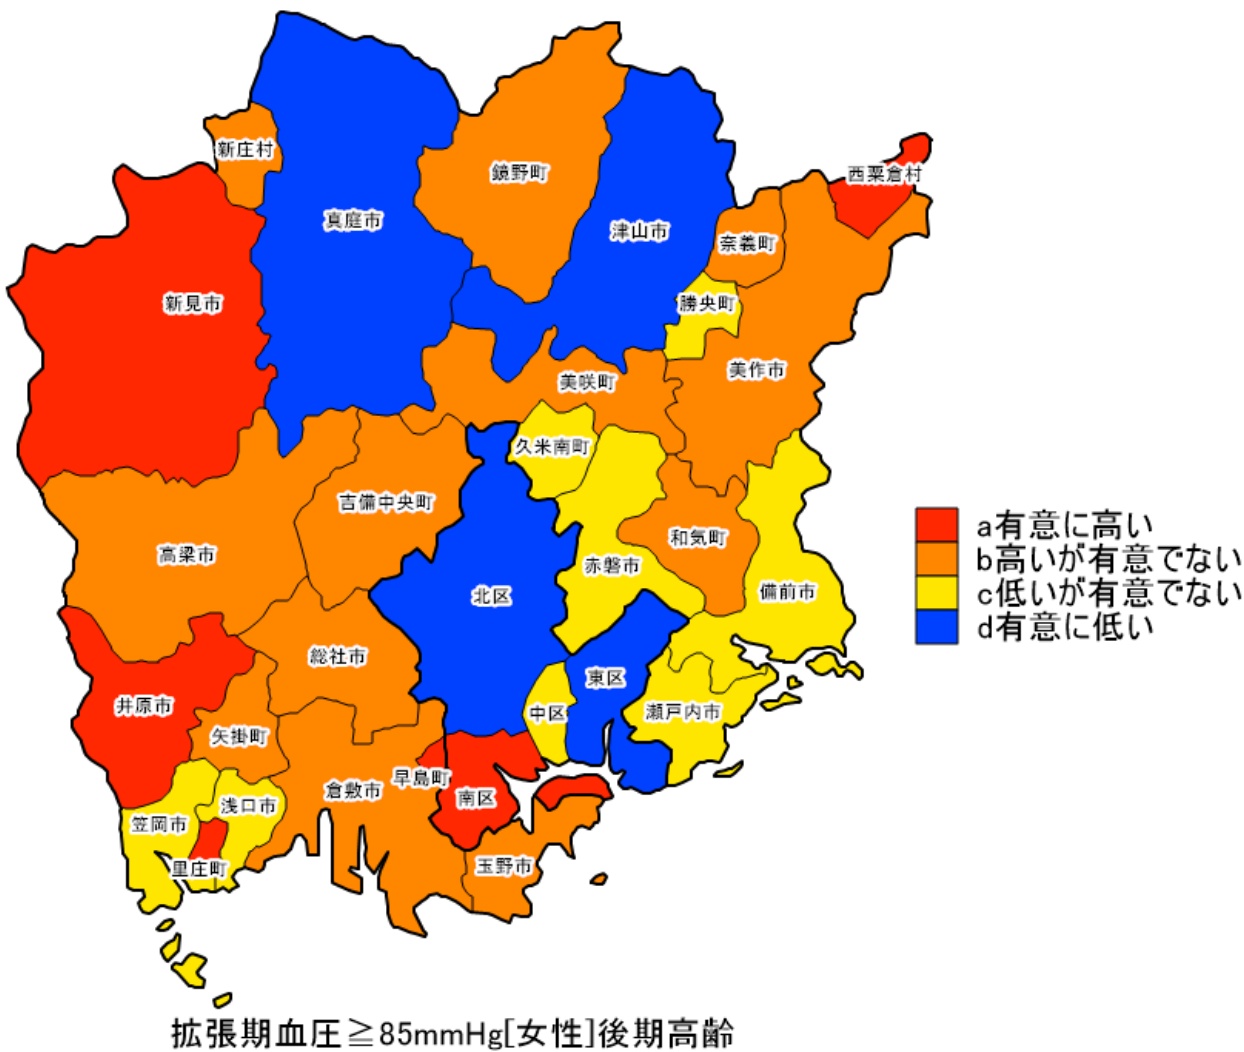 新庄村
鏡野町
西粟倉村
真庭市
津山市
奈義町
新見市
勝央町
美作市
美咲町
久米南町
吉備中央町
a有意に高い
b高いが有意でない
c低いが有意でない
d有意に低い
和気町
高梁市
赤磐市
備前市
北区
総社市
東区
井原市
中区
瀬戸内市
矢掛町
早島町
倉敷市
南区
浅口市
笠岡市
里庄町
玉野市
拡張期血圧≧85mmHg[女性]後期高齢